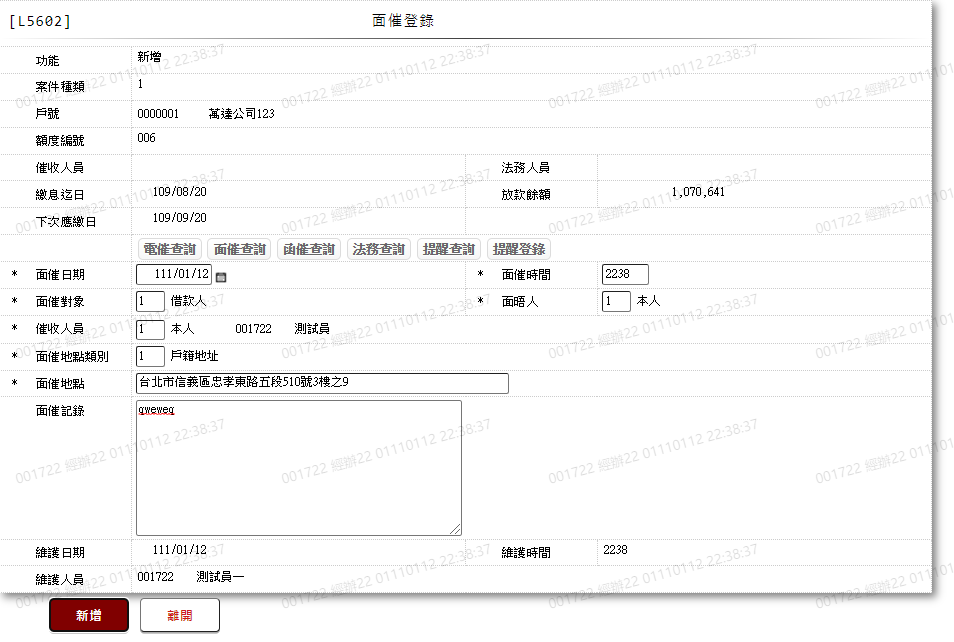 [L5602] 面催登錄
功能 新增
案件種類 1
戶號 0000001 萬達公司123
額度編號 006
催收人員 法務人員
繳息迄日 109/08/20 放款餘額 1,070,641
下次應繳日 109/09/20
電催查詢 面催查詢 函催查詢 法務查詢 提醒查詢 提醒登錄
* 面催日期 111/01/12 * 面催時間 2238
* 面催對象 1 借款人 * 面晤人 1 本人
* 催收人員 1 本人 001722 測試員
* 面催地點類別 1 戶籍地址
* 面催地點 台北市信義區忠孝東路五段510號3樓之9
面催記錄 qweweq
維護日期 111/01/12 維護時間 2238
維護人員 001722 測試員一
新增 離開
001722 經辦22 01110112 22:38:37